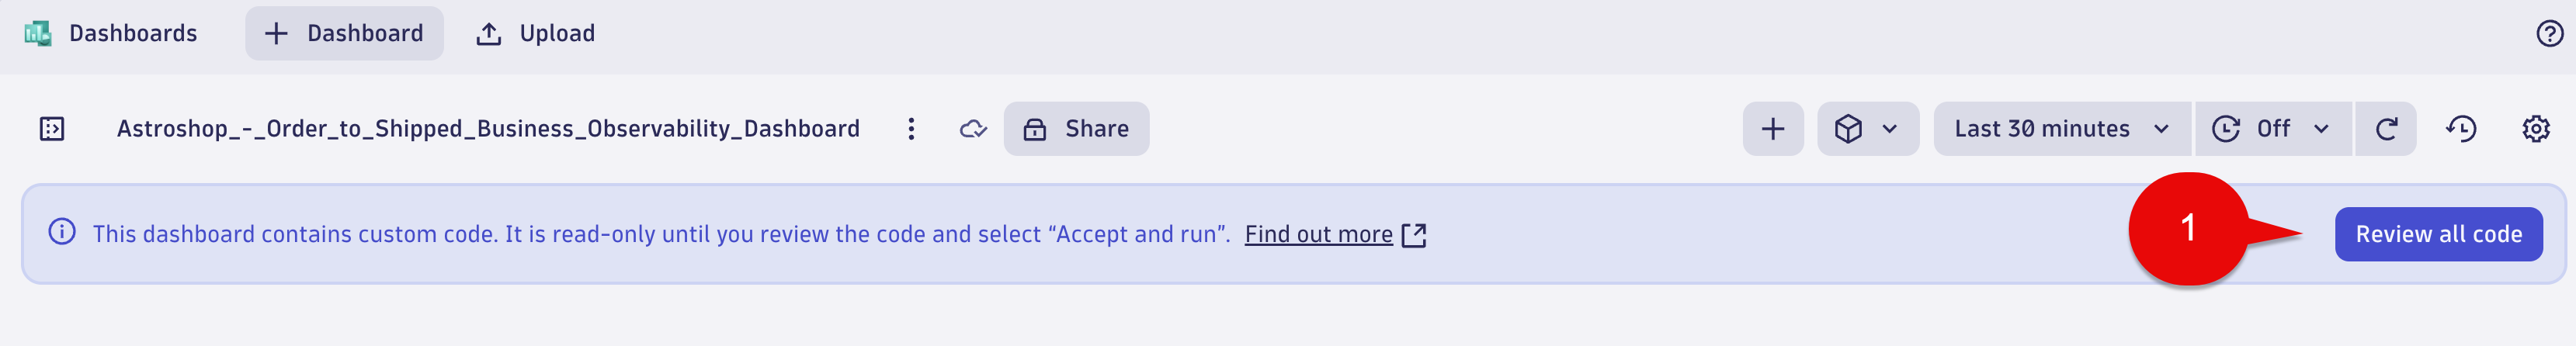 Dashboards Dashboard Upload
Astroshop_-_Order_to_Shipped_Business_Observability_Dashboard Share Last 30 minutes Off
This dashboard contains custom code. It is read-only until you review the code and select “Accept and run”. Find out more 1 Review all code